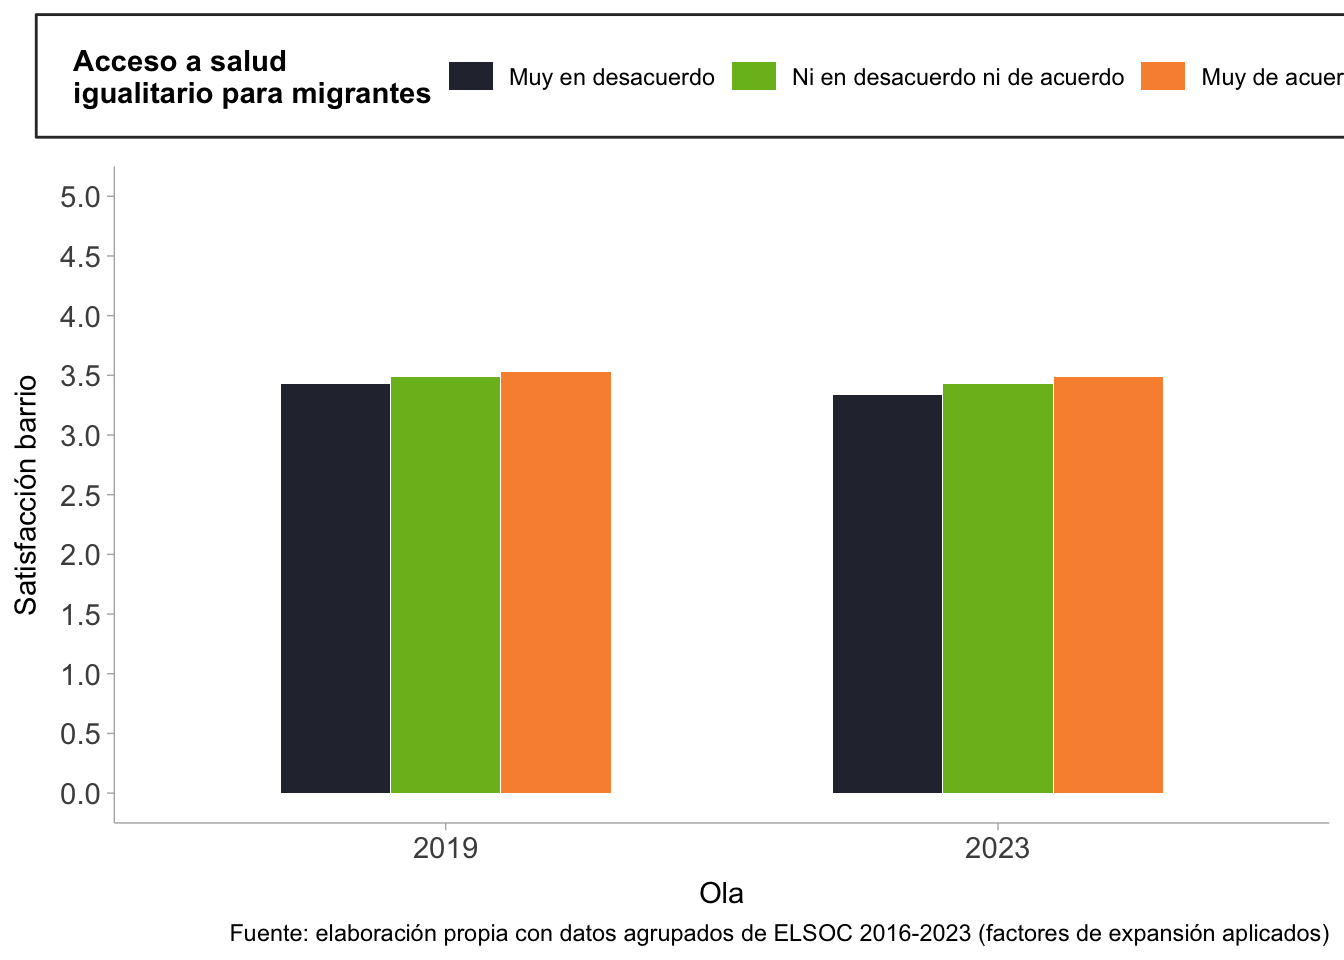 Acceso a salud
igualitario para migrantes
Muy en desacuerdo
Ni en desacuerdo ni de acuerdo
Muy de acuer
5.0
4.5
4.0
3.5
3.0
2.5
2.0
1.5
1.0
0.5
0.0
Satisfacción barrio
2019
2023
Ola
Fuente: elaboración propia con datos agrupados de ELSOC 2016-2023 (factores de expansión aplicados)